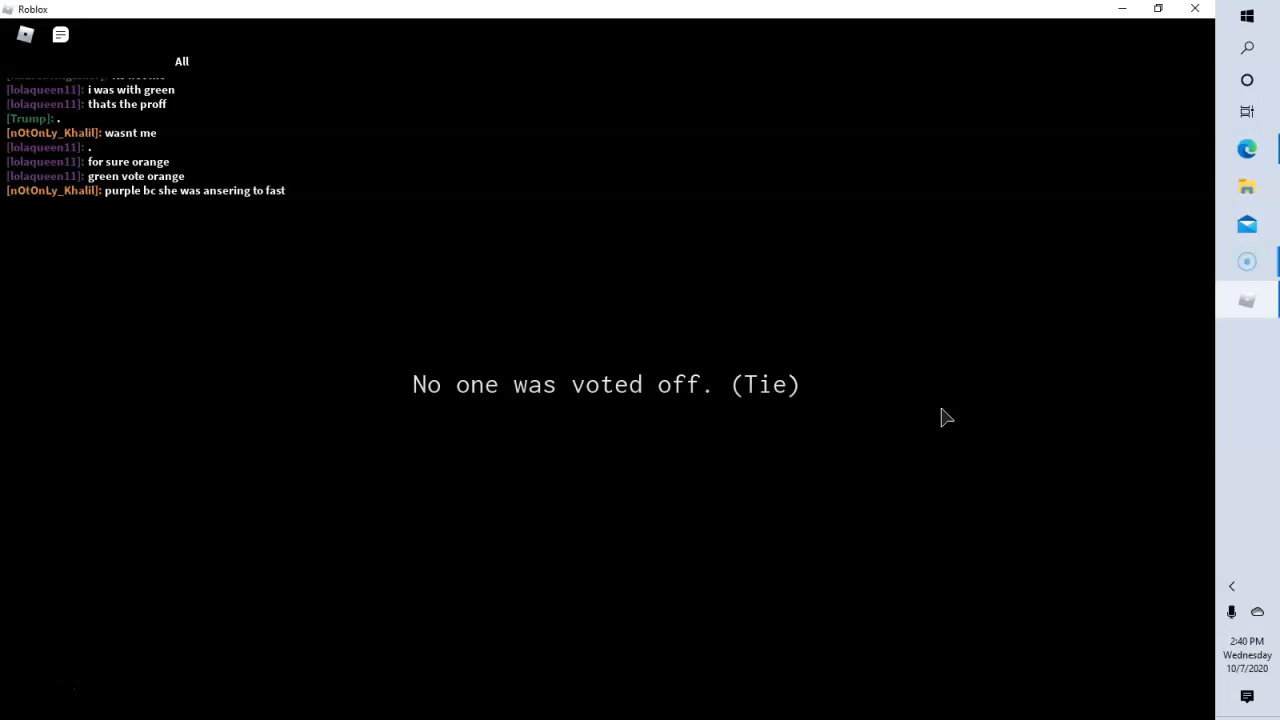 Roblox
All
[lolaqueen11]: i was with green
[lolaqueen11]: thats the proff
[Trump]: .
[nOtOnLy_Khalil]: wasnt me
[lolaqueen11]: .
[lolaqueen11]: for sure orange
[lolaqueen11]: green vote orange
[nOtOnLy_Khalil]: purple bc she was ansering to fast
No one was voted off. (Tie)
2:40 PM
Wednesday
10/7/2020